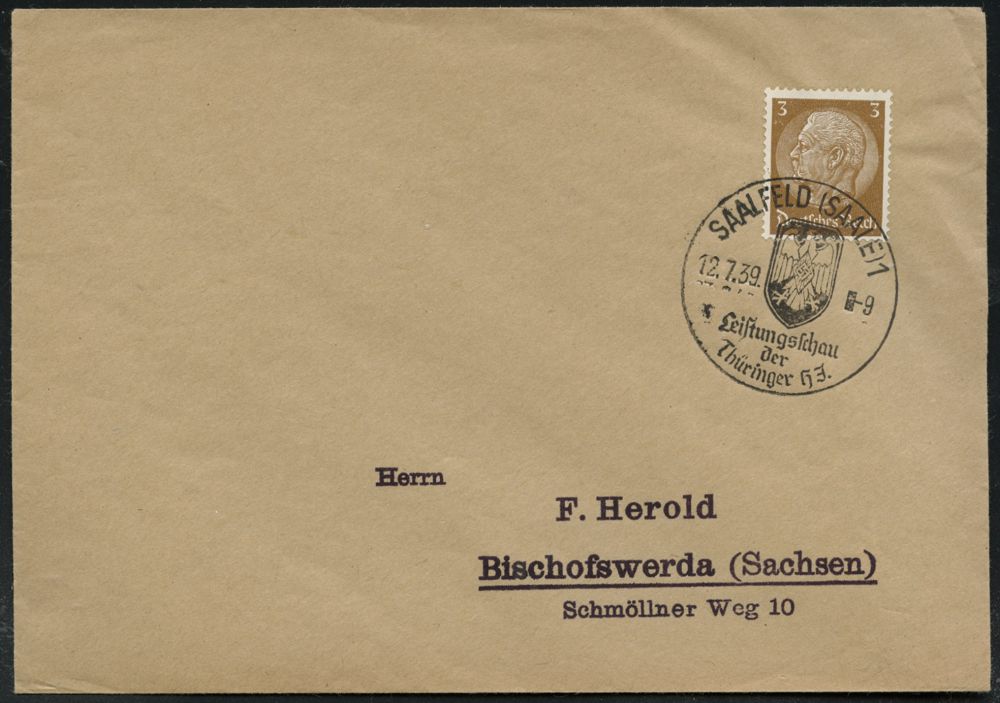 3 3
Deutsches Reich
SAALFELD (SAALE) 1
12.7.39.
-9
Leistungsschau
der
Thüringer HJ.
Herrn
F. Herold
Bischofswerda (Sachsen)
Schmöllner Weg 10